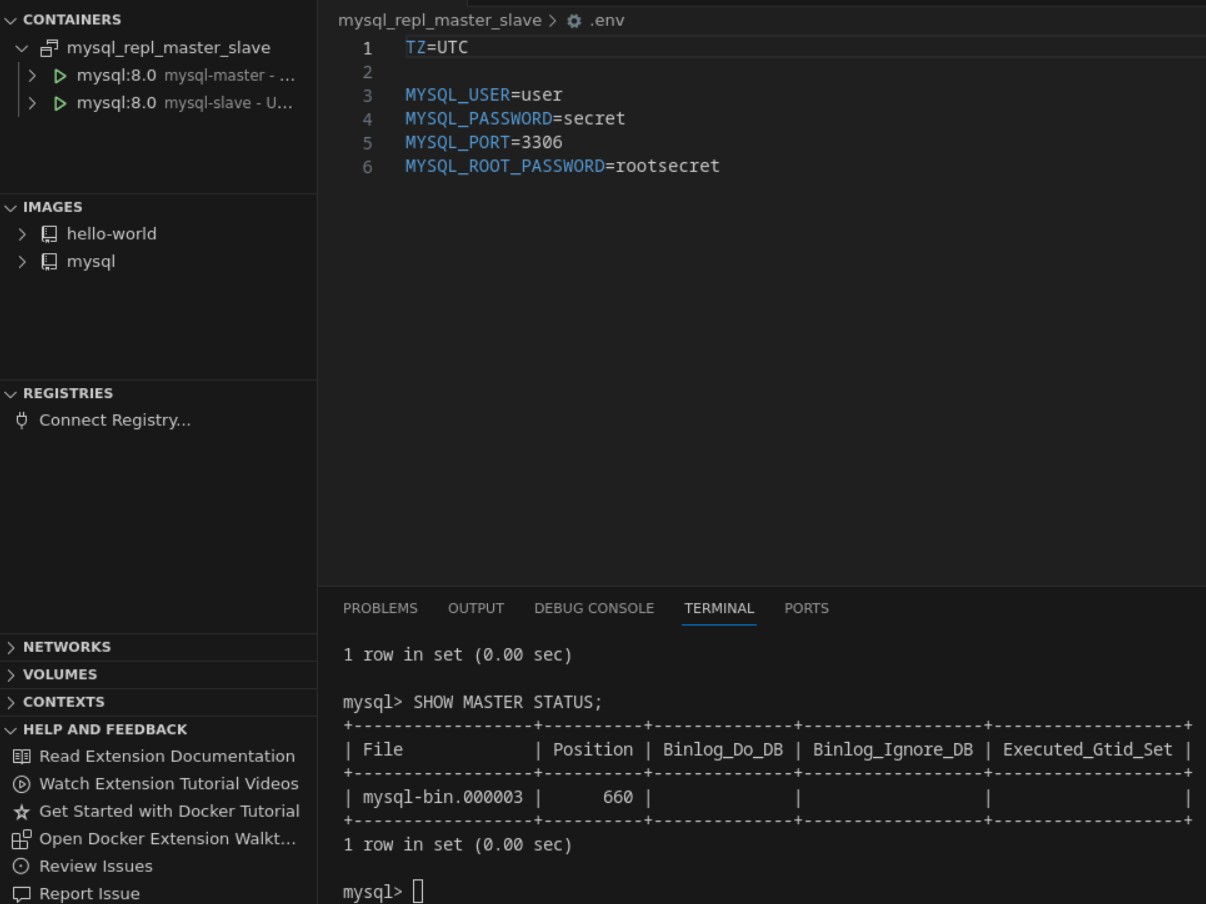 CONTAINERS
mysql_repl_master_slave
mysql:8.0 mysql-master - ...
mysql:8.0 mysql-slave - U...
IMAGES
hello-world
mysql
REGISTRIES
Connect Registry...
NETWORKS
VOLUMES
CONTEXTS
HELP AND FEEDBACK
Read Extension Documentation
Watch Extension Tutorial Videos
Get Started with Docker Tutorial
Open Docker Extension Walkt...
Review Issues
Report Issue
mysql_repl_master_slave > .env
1 TZ=UTC
2
3 MYSQL_USER=user
4 MYSQL_PASSWORD=secret
5 MYSQL_PORT=3306
6 MYSQL_ROOT_PASSWORD=rootsecret
PROBLEMS OUTPUT DEBUG CONSOLE TERMINAL PORTS
1 row in set (0.00 sec)
mysql> SHOW MASTER STATUS;
+------------------+----------+--------------+------------------+-------------------+
| File             | Position | Binlog_Do_DB | Binlog_Ignore_DB | Executed_Gtid_Set |
+------------------+----------+--------------+------------------+-------------------+
| mysql-bin.000003 |      660 |              |                  |                   |
+------------------+----------+--------------+------------------+-------------------+
1 row in set (0.00 sec)
mysql>